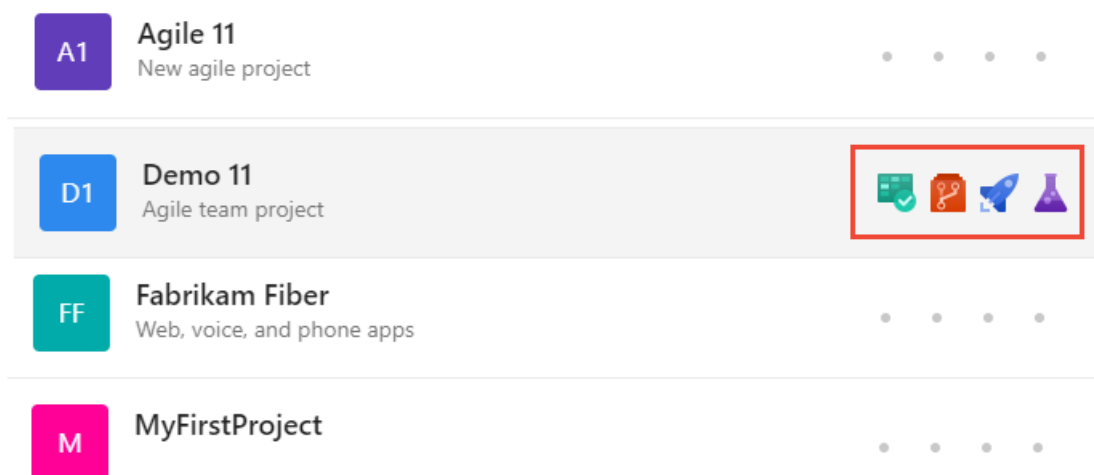 A1
Agile 11
New agile project
D1
Demo 11
Agile team project
FF
Fabrikam Fiber
Web, voice, and phone apps
M
MyFirstProject